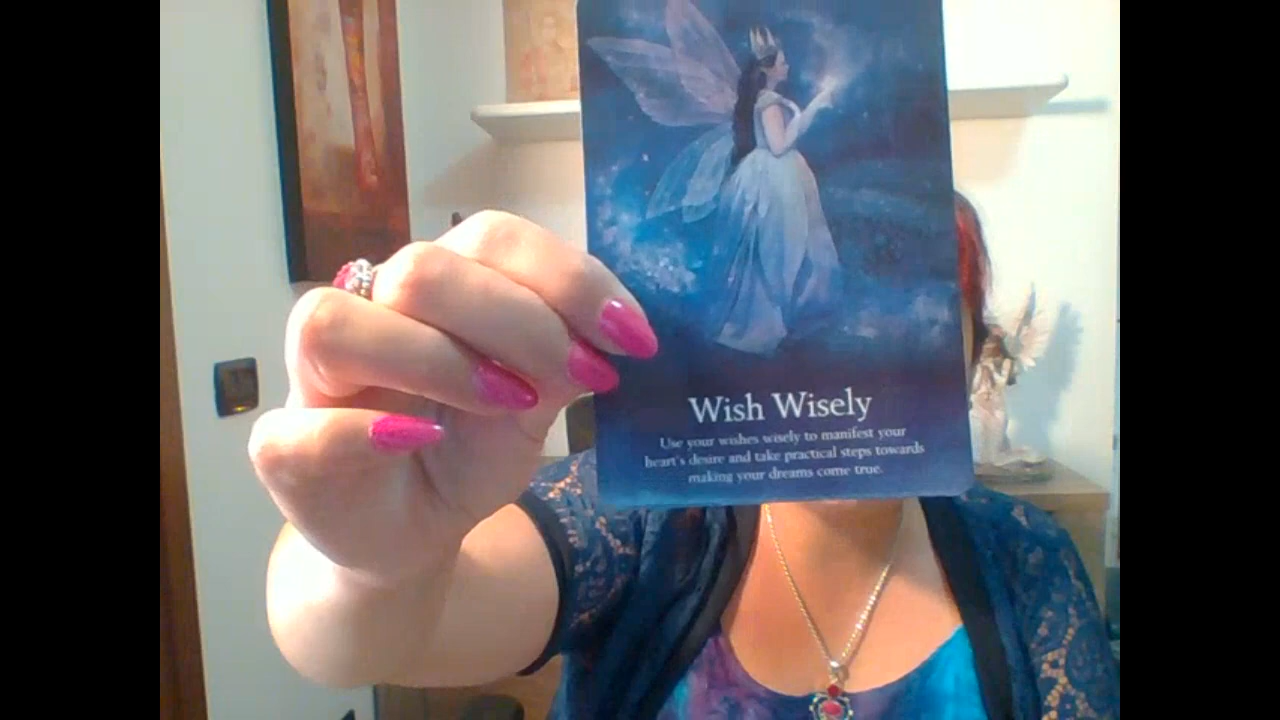 Wish Wisely
Use your wishes wisely to manifest your
heart's desire and take practical steps towards
making your dreams come true.